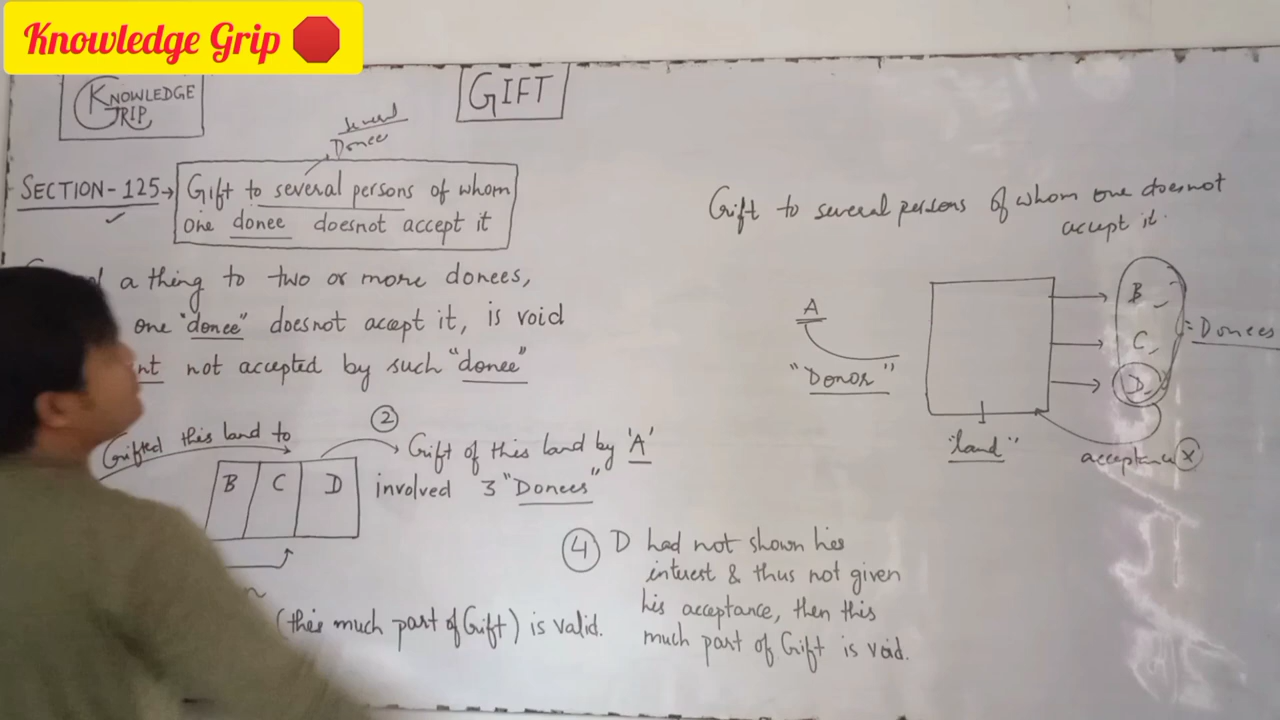 Knowledge Grip
KNOWLEDGE
GRIP
GIFT
several
Donee
SECTION-125→
Gift to several persons of whom
one donee doesnot accept it
a thing to two or more donees,
one "donee" doesnot accept it, is void
not accepted by such "donee"
Gifted this land to
B C D
② Gift of this land by 'A'
involved 3 "Donees"
(this much part of Gift) is valid.
④ D had not shown his
interest & thus not given
his acceptance, then this
much part of Gift is void.
Gift to several persons of whom one doesnot
accept it.
A
"Donor"
"land"
B
C
D
= Donees
acceptance X